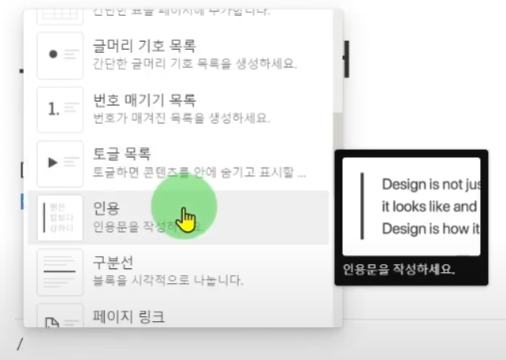 간단한 표를 페이지에 추가합니다.
글머리 기호 목록
간단한 글머리 기호 목록을 생성하세요.
1.
번호 매기기 목록
번호가 매겨진 목록을 생성하세요.
토글 목록
토글하면 콘텐츠를 안에 숨기고 표시할 ...
인용
인용문을 작성하세요.
Design is not jus
it looks like and
Design is how it
인용문을 작성하세요.
구분선
블록을 시각적으로 나눕니다.
페이지 링크
/